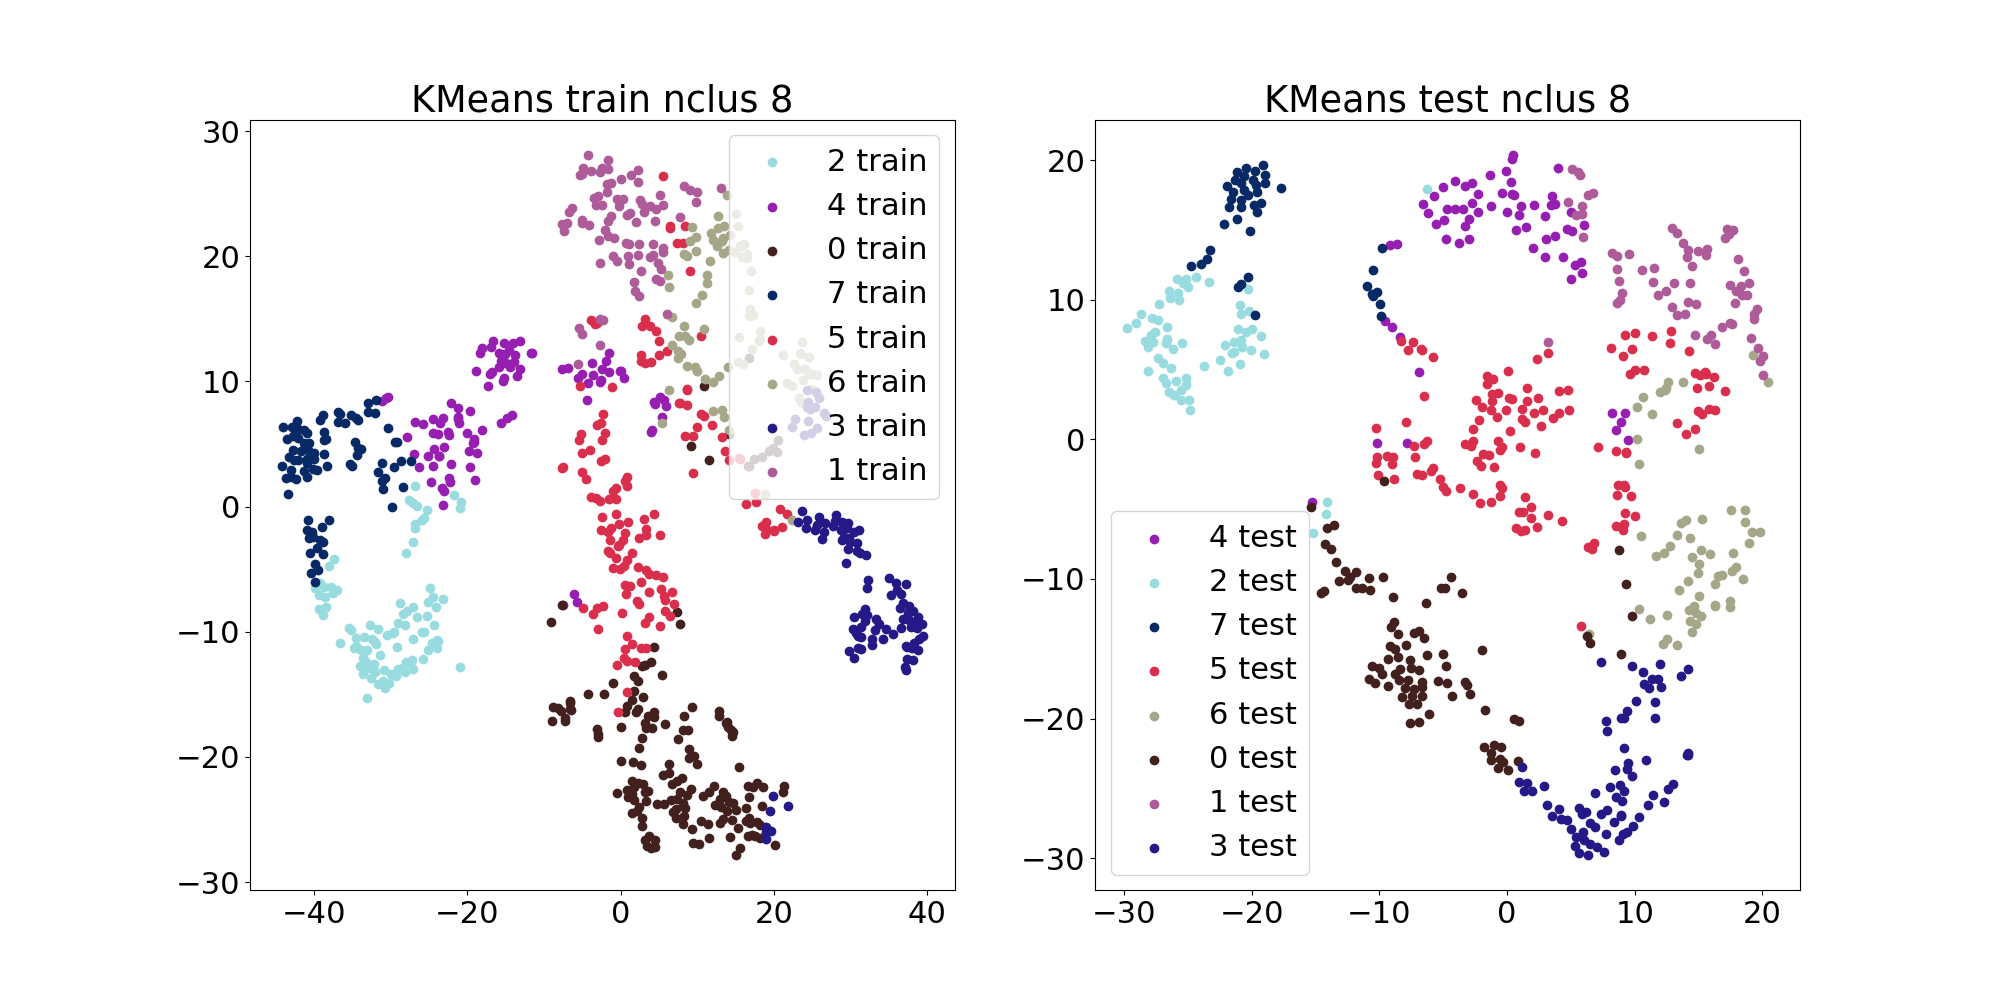 KMeans train nclus 8
30
20
10
0
−10
−20
−30
−40
−20
0
20
40
2 train
4 train
0 train
7 train
5 train
6 train
3 train
1 train
KMeans test nclus 8
20
10
0
−10
−20
−30
−30
−20
−10
0
10
20
4 test
2 test
7 test
5 test
6 test
0 test
1 test
3 test